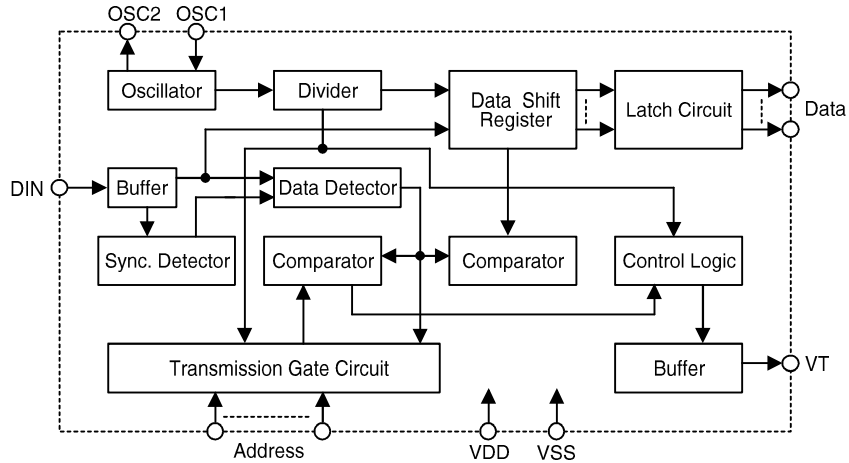 OSC2 OSC1
Oscillator
Divider
Data Shift
Register
Latch Circuit
Data
DIN
Buffer
Data Detector
Sync. Detector
Comparator
Comparator
Control Logic
Transmission Gate Circuit
Buffer
VT
Address
VDD
VSS